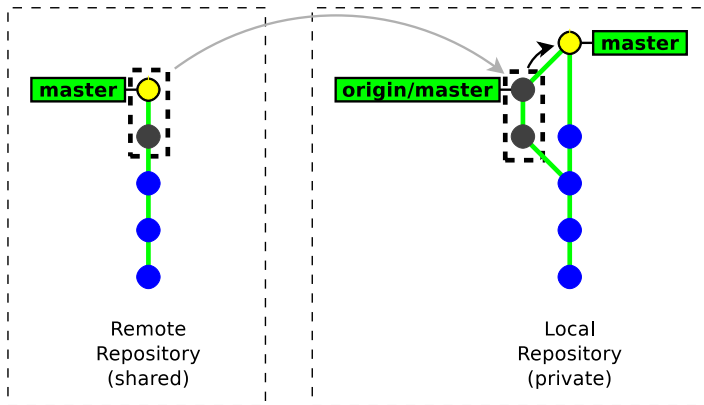 master
master
origin/master
Remote
Repository
(shared)
Local
Repository
(private)